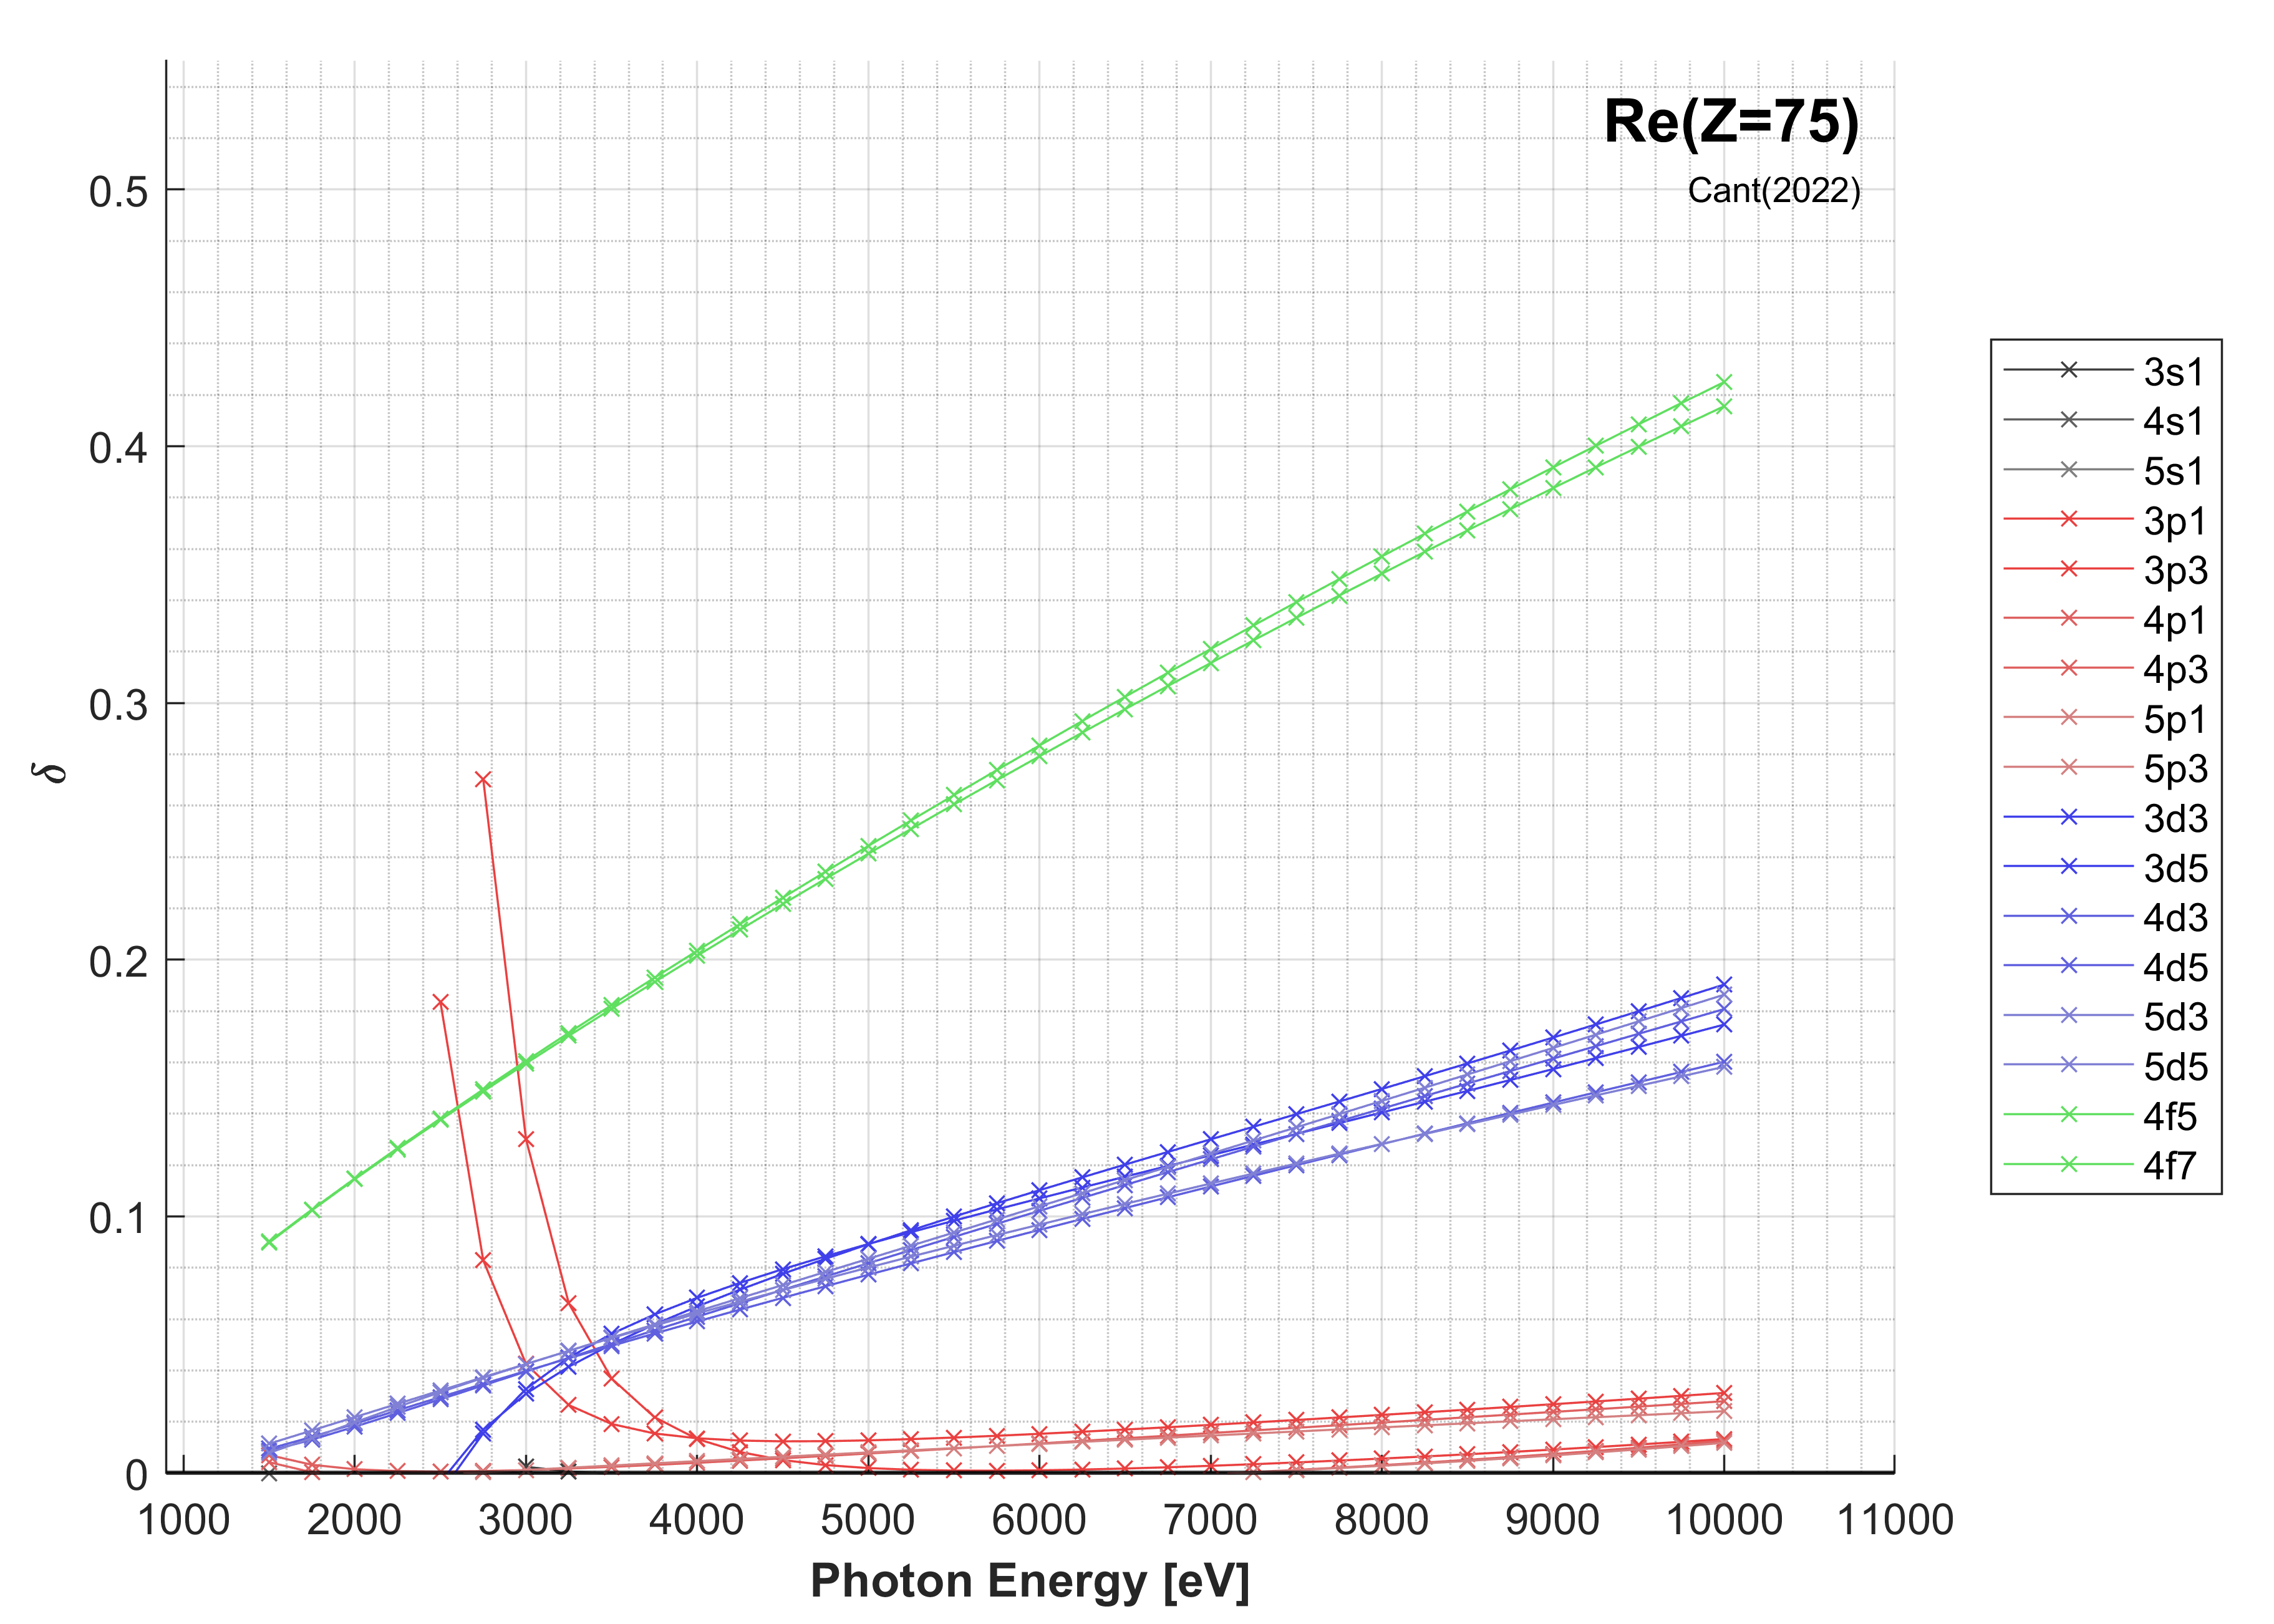 Re(Z=75)
Cant(2022)
0.5
0.4
0.3
0.2
0.1
0
δ
1000 2000 3000 4000 5000 6000 7000 8000 9000 10000 11000
Photon Energy [eV]
3s1
4s1
5s1
3p1
3p3
4p1
4p3
5p1
5p3
3d3
3d5
4d3
4d5
5d3
5d5
4f5
4f7